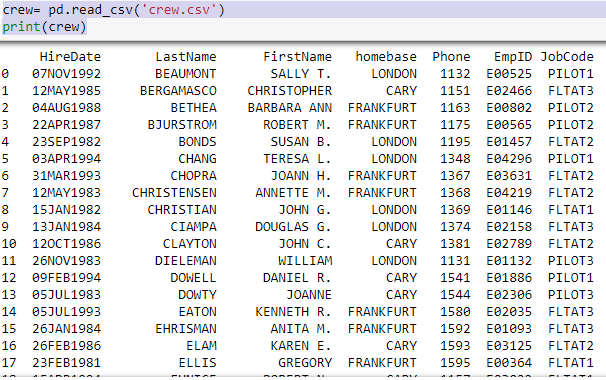 crew= pd.read_csv('crew.csv')
print(crew)
HireDate LastName FirstName homebase Phone EmpID JobCode
0 07NOV1992 BEAUMONT SALLY T. LONDON 1132 E00525 PILOT1
1 12MAY1985 BERGAMASCO CHRISTOPHER CARY 1151 E02466 FLTAT3
2 04AUG1988 BETHEA BARBARA ANN FRANKFURT 1163 E00802 PILOT2
3 22APR1987 BJURSTROM ROBERT M. FRANKFURT 1175 E00565 PILOT2
4 23SEP1982 BONDS SUSAN B. LONDON 1195 E01457 FLTAT2
5 03APR1994 CHANG TERESA L. LONDON 1348 E04296 PILOT1
6 31MAR1993 CHOPRA JOANN H. FRANKFURT 1367 E03631 FLTAT2
7 12MAY1983 CHRISTENSEN ANNETTE M. FRANKFURT 1368 E04219 FLTAT2
8 15JAN1982 CHRISTIAN JOHN G. LONDON 1369 E01146 FLTAT1
9 13JAN1984 CIAMPA DOUGLAS G. LONDON 1374 E02158 FLTAT3
10 12OCT1986 CLAYTON JOHN C. CARY 1381 E02789 FLTAT2
11 26NOV1983 DIELEMAN WILLIAM LONDON 1131 E01132 PILOT3
12 09FEB1994 DOWELL DANIEL R. CARY 1541 E01886 PILOT1
13 05JUL1983 DOWTY JOANNE CARY 1544 E02306 PILOT3
14 05JUL1993 EATON KENNETH R. FRANKFURT 1580 E02035 FLTAT3
15 26JAN1984 EHRISMAN ANITA M. FRANKFURT 1592 E01093 FLTAT3
16 26FEB1986 ELAM KAREN E. CARY 1593 E03125 FLTAT2
17 23FEB1981 ELLIS GREGORY FRANKFURT 1595 E00364 FLTAT1